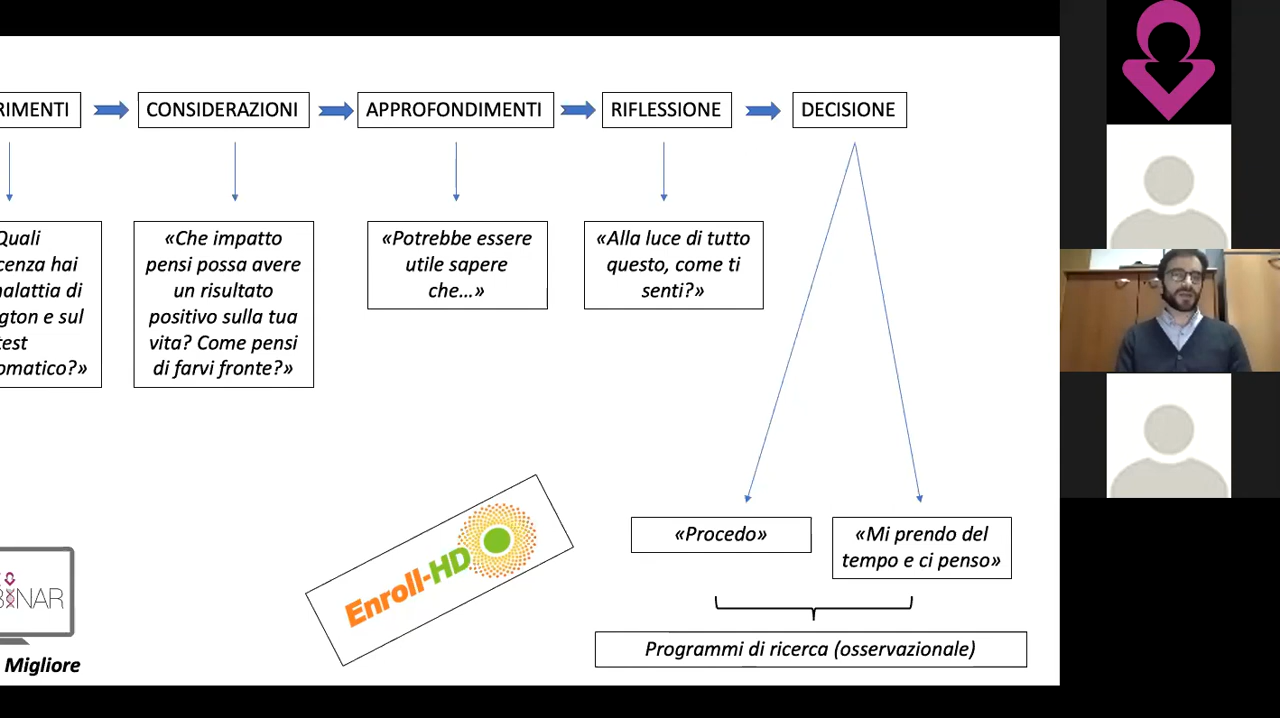 RIMENTI
CONSIDERAZIONI
APPROFONDIMENTI
RIFLESSIONE
DECISIONE
Quali
cenza hai
alattia di
gton e sul
test
omatico?»
«Che impatto
pensi possa avere
un risultato
positivo sulla tua
vita? Come pensi
di farvi fronte?»
«Potrebbe essere
utile sapere
che...»
«Alla luce di tutto
questo, come ti
senti?»
Enroll-HD
«Procedo»
«Mi prendo del
tempo e ci penso»
Programmi di ricerca (osservazionale)
BINAR
Migliore